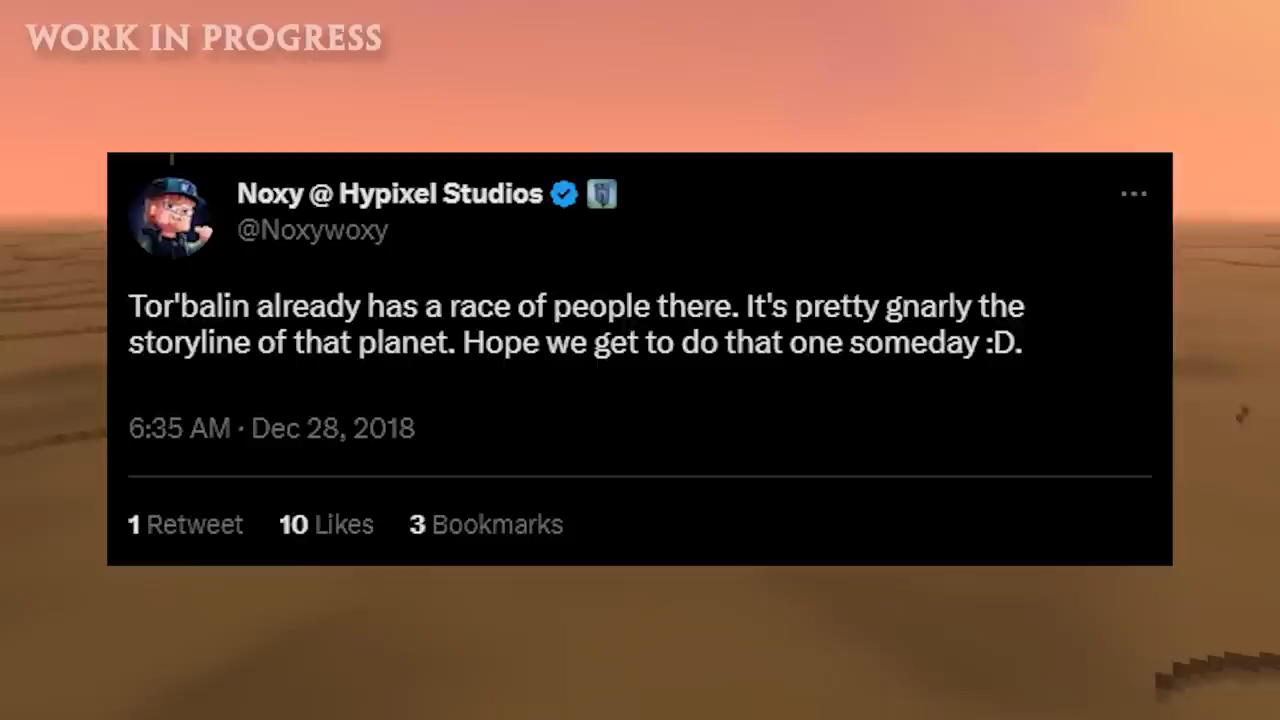 WORK IN PROGRESS
Noxy @ Hypixel Studios
@Noxywoxy
Tor'balin already has a race of people there. It's pretty gnarly the
storyline of that planet. Hope we get to do that one someday :D.
6:35 AM · Dec 28, 2018
1 Retweet 10 Likes 3 Bookmarks